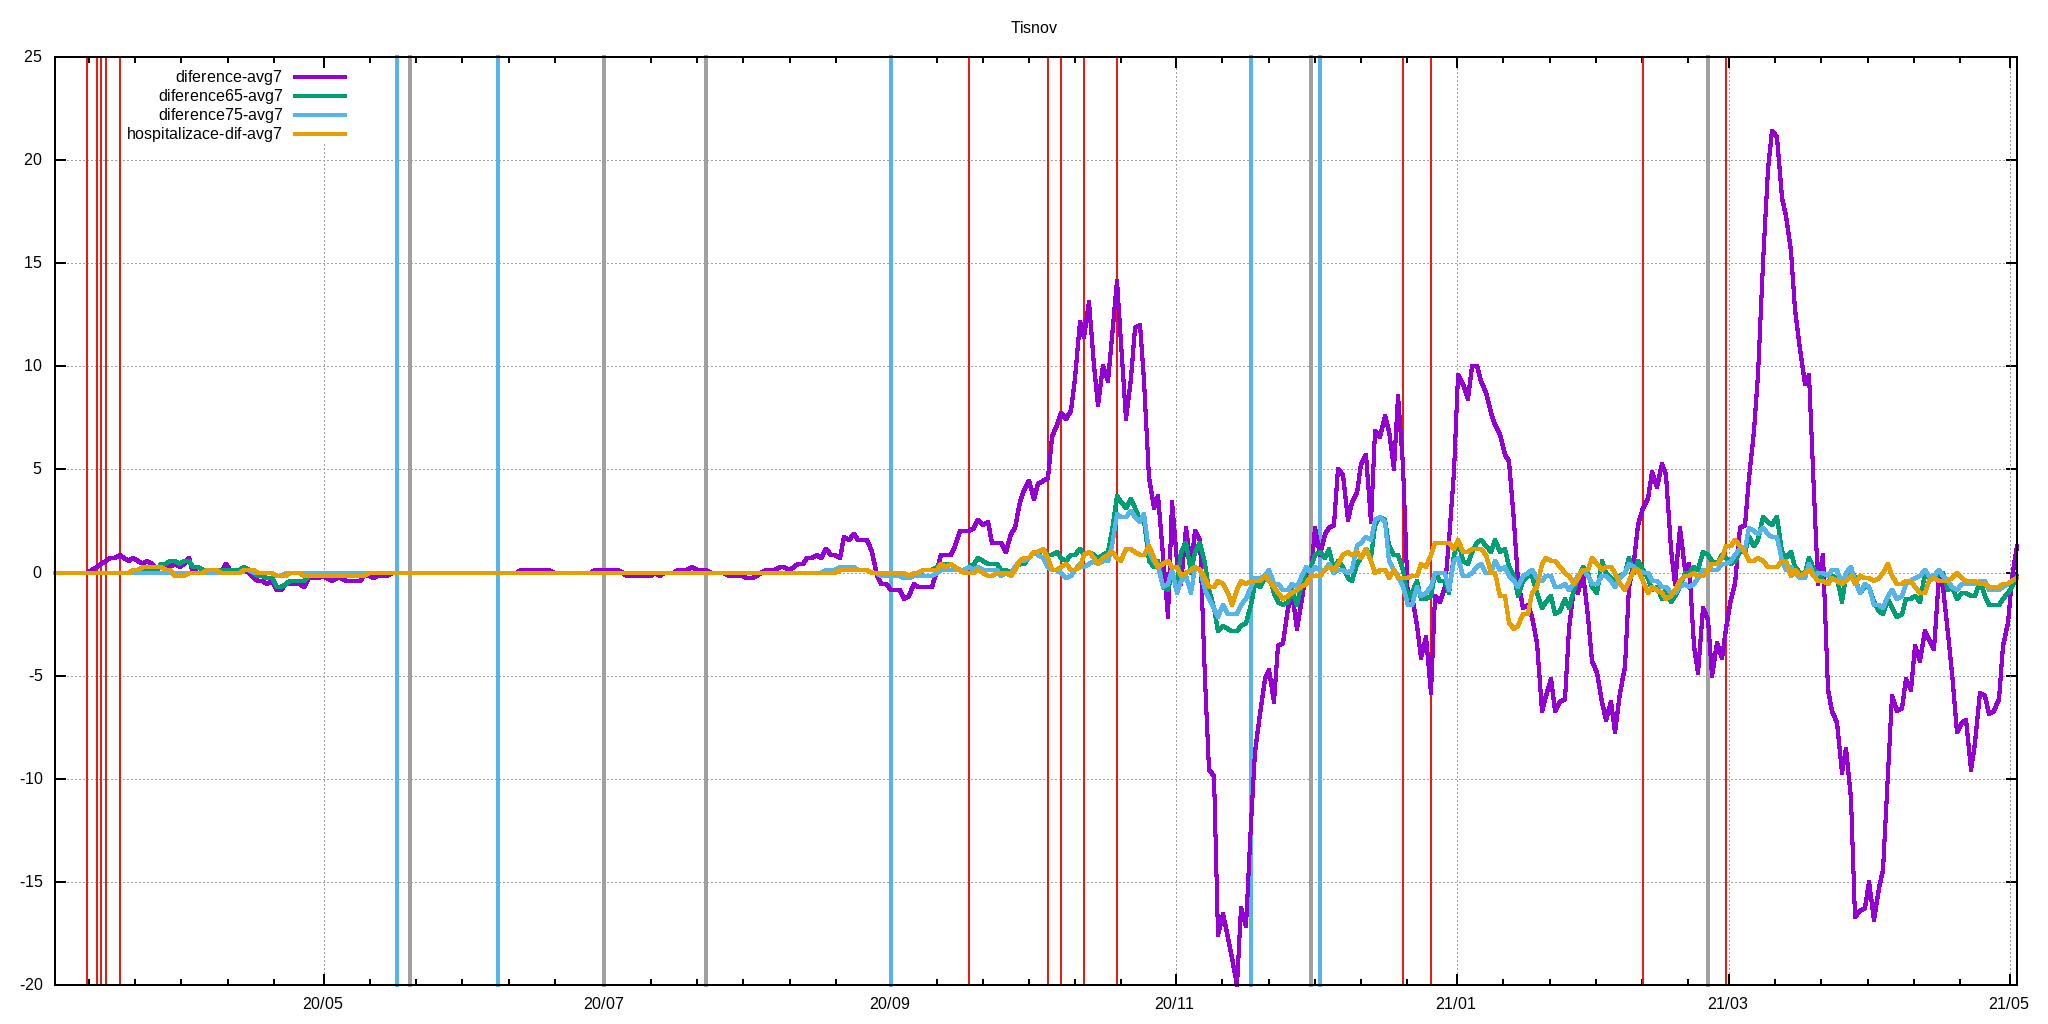 Tisnov
25
20
15
10
5
0
-5
-10
-15
-20
diference-avg7
diference65-avg7
diference75-avg7
hospitalizace-dif-avg7
20/05 20/07 20/09 20/11 21/01 21/03 21/05